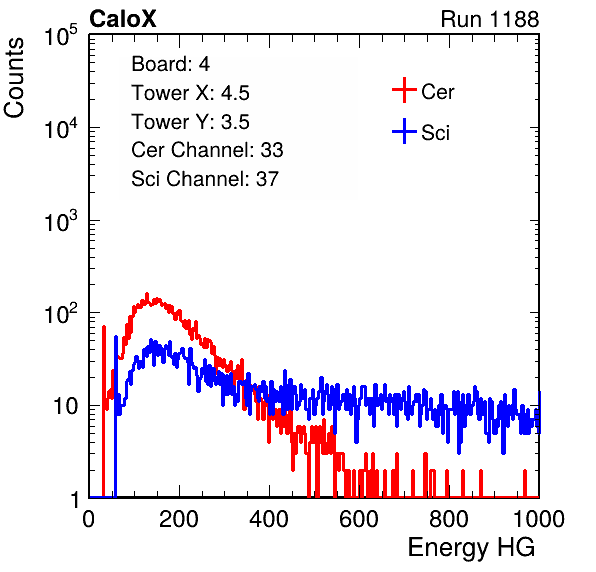 CaloX Run 1188
Counts
10^5
10^4
10^3
10^2
10
1
Board: 4
Tower X: 4.5
Tower Y: 3.5
Cer Channel: 33
Sci Channel: 37
Cer
Sci
0 200 400 600 800 1000
Energy HG